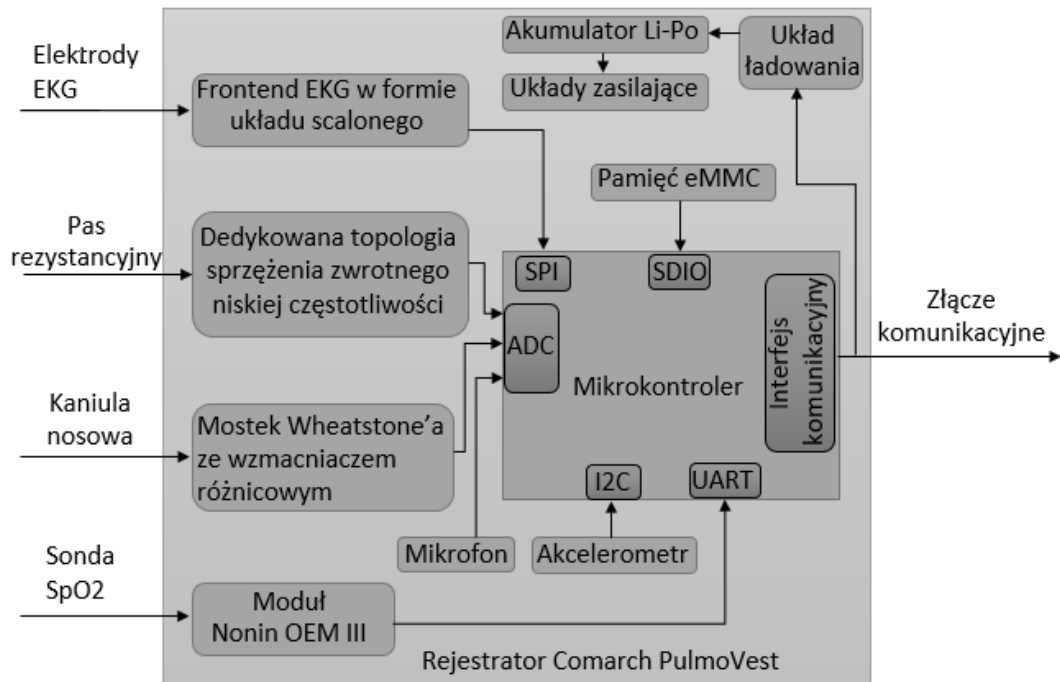 Elektrody
EKG
Frontend EKG w formie
układu scalonego
Akumulator Li-Po
Układy zasilające
Układ
ładowania
Pamięć eMMC
Pas
rezystancyjny
Dedykowana topologia
sprzężenia zwrotnego
niskiej częstotliwości
SPI
SDIO
ADC
Mikrokontroler
Interfejs
komunikacyjny
Złącze
komunikacyjne
Kaniula
nosowa
Mostek Wheatstone’a
ze wzmacniaczem
różnicowym
I2C
UART
Mikrofon
Akcelerometr
Sonda
SpO2
Moduł
Nonin OEM III
Rejestrator Comarch PulmoVest